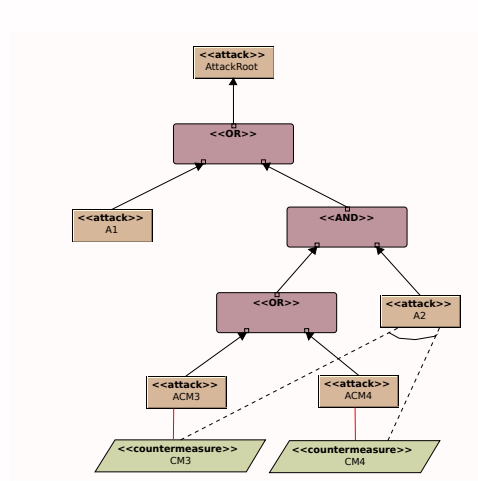 <<attack>>
AttackRoot
<<OR>>
<<attack>>
A1
<<AND>>
<<OR>>
<<attack>>
A2
<<attack>>
ACM3
<<attack>>
ACM4
<<countermeasure>>
CM3
<<countermeasure>>
CM4